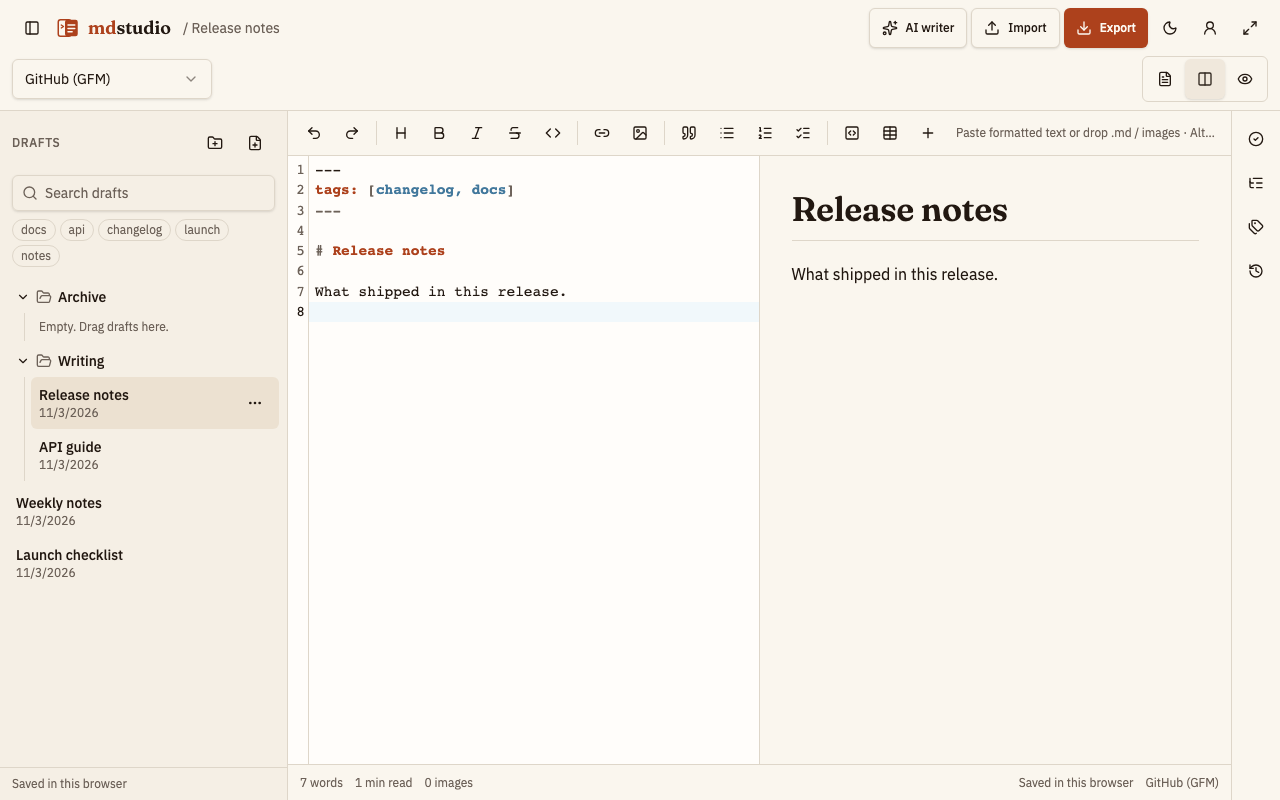 mdstudio / Release notes
AI writer
Import
Export
GitHub (GFM)
DRAFTS
Search drafts
docs api changelog launch
notes
Archive
Empty. Drag drafts here.
Writing
Release notes
11/3/2026
API guide
11/3/2026
Weekly notes
11/3/2026
Launch checklist
11/3/2026
Saved in this browser
Paste formatted text or drop .md / images · Alt...
1 ---
2 tags: [changelog, docs]
3 ---
4
5 # Release notes
6
7 What shipped in this release.
8
Release notes
What shipped in this release.
7 words 1 min read 0 images
Saved in this browser GitHub (GFM)